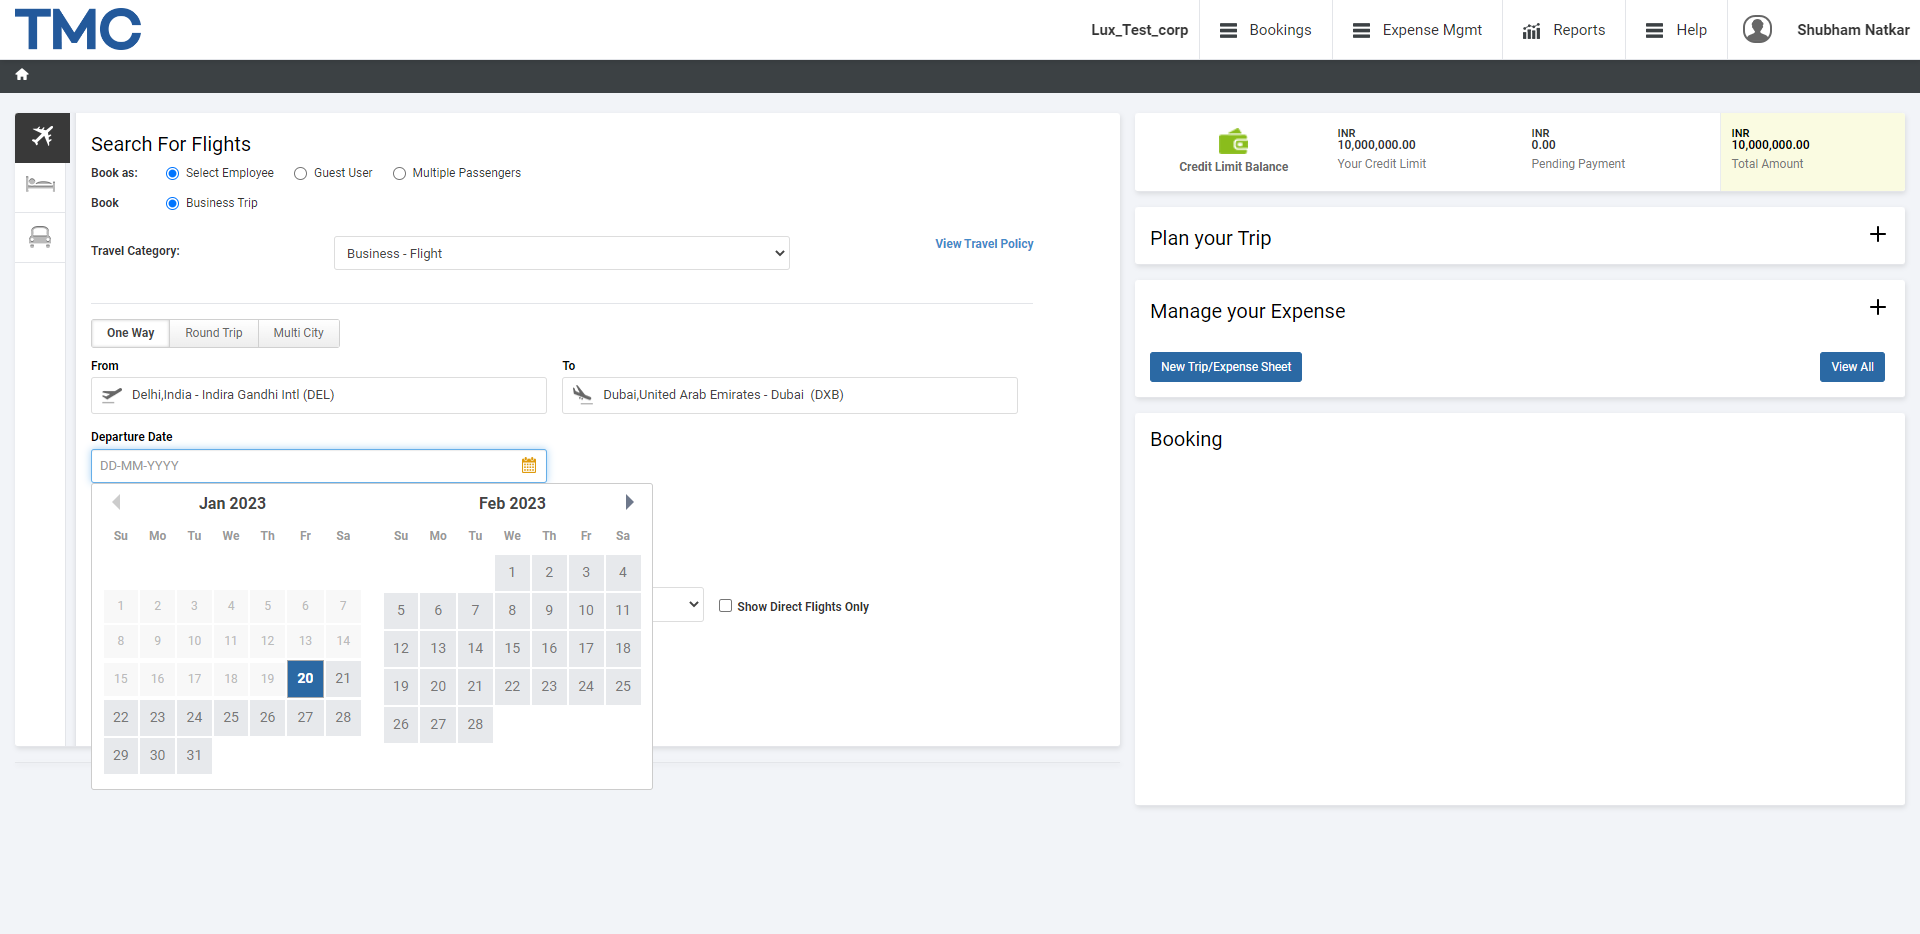 TMC
Lux_Test_corp
Bookings
Expense Mgmt
Reports
Help
Shubham Natkar
Search For Flights
Book as: Select Employee Guest User Multiple Passengers
Book Business Trip
Travel Category: Business - Flight View Travel Policy
One Way Round Trip Multi City
From To
Delhi,India - Indira Gandhi Intl (DEL) Dubai,United Arab Emirates - Dubai (DXB)
Departure Date
DD-MM-YYYY
Jan 2023
Su Mo Tu We Th Fr Sa
1 2 3 4 5 6 7
8 9 10 11 12 13 14
15 16 17 18 19 20 21
22 23 24 25 26 27 28
29 30 31
Feb 2023
Su Mo Tu We Th Fr Sa
1 2 3 4
5 6 7 8 9 10 11
12 13 14 15 16 17 18
19 20 21 22 23 24 25
26 27 28
Show Direct Flights Only
Credit Limit Balance
INR
10,000,000.00
Your Credit Limit
INR
0.00
Pending Payment
INR
10,000,000.00
Total Amount
Plan your Trip
Manage your Expense
New Trip/Expense Sheet View All
Booking